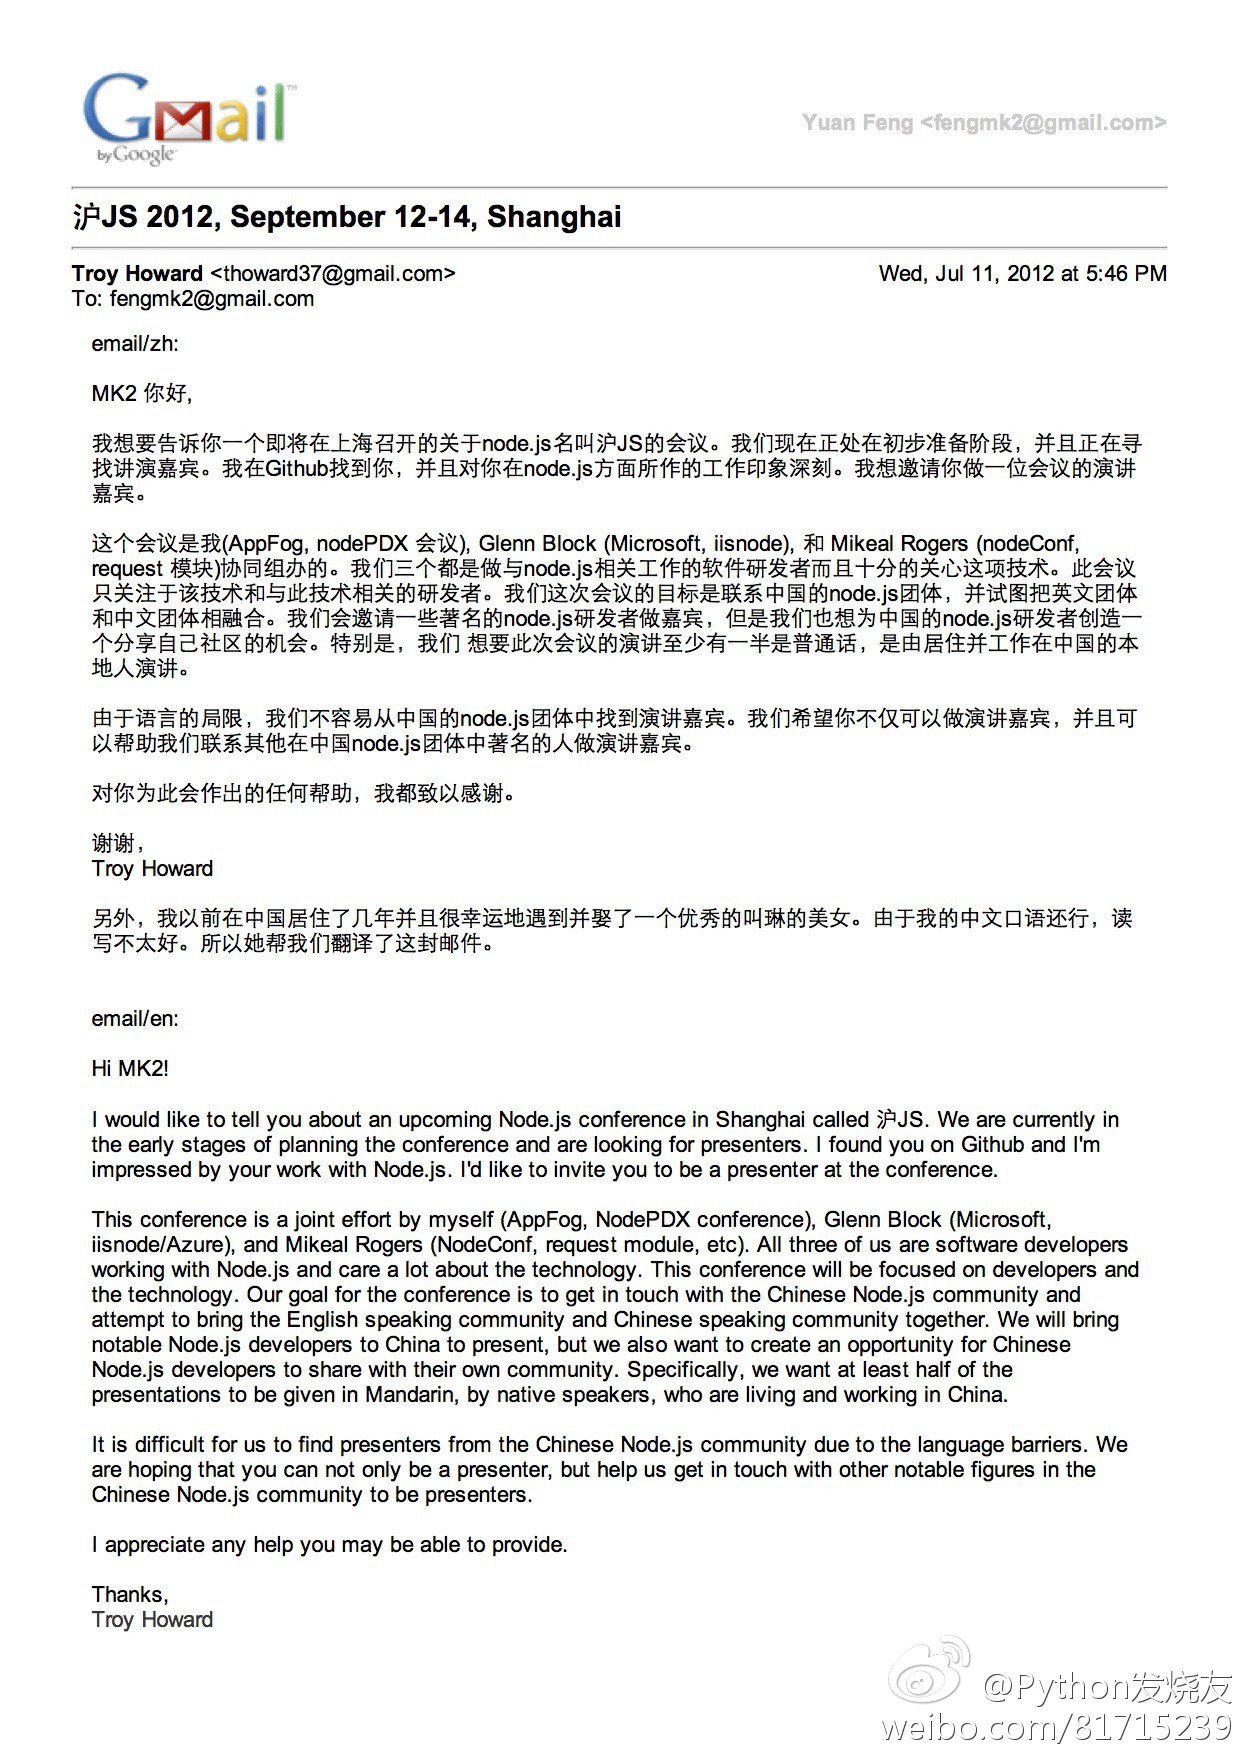 Gmail™
by Google™
Yuan Feng <fengmk2@gmail.com>
沪JS 2012, September 12-14, Shanghai
Troy Howard <thoward37@gmail.com>
Wed, Jul 11, 2012 at 5:46 PM
To: fengmk2@gmail.com
email/zh:
MK2 你好,
我想要告诉你一个即将在上海召开的关于node.js名叫沪JS的会议。我们现在正处在初步准备阶段，并且正在寻
找讲演嘉宾。我在Github找到你，并且对你在node.js方面所作的工作印象深刻。我想邀请你做一位会议的演讲
嘉宾。
这个会议是我(AppFog, nodePDX 会议), Glenn Block (Microsoft, iisnode), 和 Mikeal Rogers (nodeConf,
request 模块)协同组办的。我们三个都是做与node.js相关工作的软件研发者而且十分的关心这项技术。此会议
只关注于该技术和与此技术相关的研发者。我们这次会议的目标是联系中国的node.js团体，并试图把英文团体
和中文团体相融合。我们会邀请一些著名的node.js研发者做嘉宾，但是我们也想为中国的node.js研发者创造一
个分享自己社区的机会。特别是，我们 想要此次会议的演讲至少有一半是普通话，是由居住并工作在中国的本
地人演讲。
由于语言的局限，我们不容易从中国的node.js团体中找到演讲嘉宾。我们希望你不仅可以做演讲嘉宾，并且可
以帮助我们联系其他在中国node.js团体中著名的人做演讲嘉宾。
对你为此会作出的任何帮助，我都致以感谢。
谢谢,
Troy Howard
另外，我以前在中国居住了几年并且很幸运地遇到并娶了一个优秀的叫琳的美女。由于我的中文口语还行，读
写不太好。所以她帮我们翻译了这封邮件。
email/en:
Hi MK2!
I would like to tell you about an upcoming Node.js conference in Shanghai called 沪JS. We are currently in
the early stages of planning the conference and are looking for presenters. I found you on Github and I'm
impressed by your work with Node.js. I'd like to invite you to be a presenter at the conference.
This conference is a joint effort by myself (AppFog, NodePDX conference), Glenn Block (Microsoft,
iisnode/Azure), and Mikeal Rogers (NodeConf, request module, etc). All three of us are software developers
working with Node.js and care a lot about the technology. This conference will be focused on developers and
the technology. Our goal for the conference is to get in touch with the Chinese Node.js community and
attempt to bring the English speaking community and Chinese speaking community together. We will bring
notable Node.js developers to China to present, but we also want to create an opportunity for Chinese
Node.js developers to share with their own community. Specifically, we want at least half of the
presentations to be given in Mandarin, by native speakers, who are living and working in China.
It is difficult for us to find presenters from the Chinese Node.js community due to the language barriers. We
are hoping that you can not only be a presenter, but help us get in touch with other notable figures in the
Chinese Node.js community to be presenters.
I appreciate any help you may be able to provide.
Thanks,
Troy Howard
@Python发烧友
weibo.com/81715239